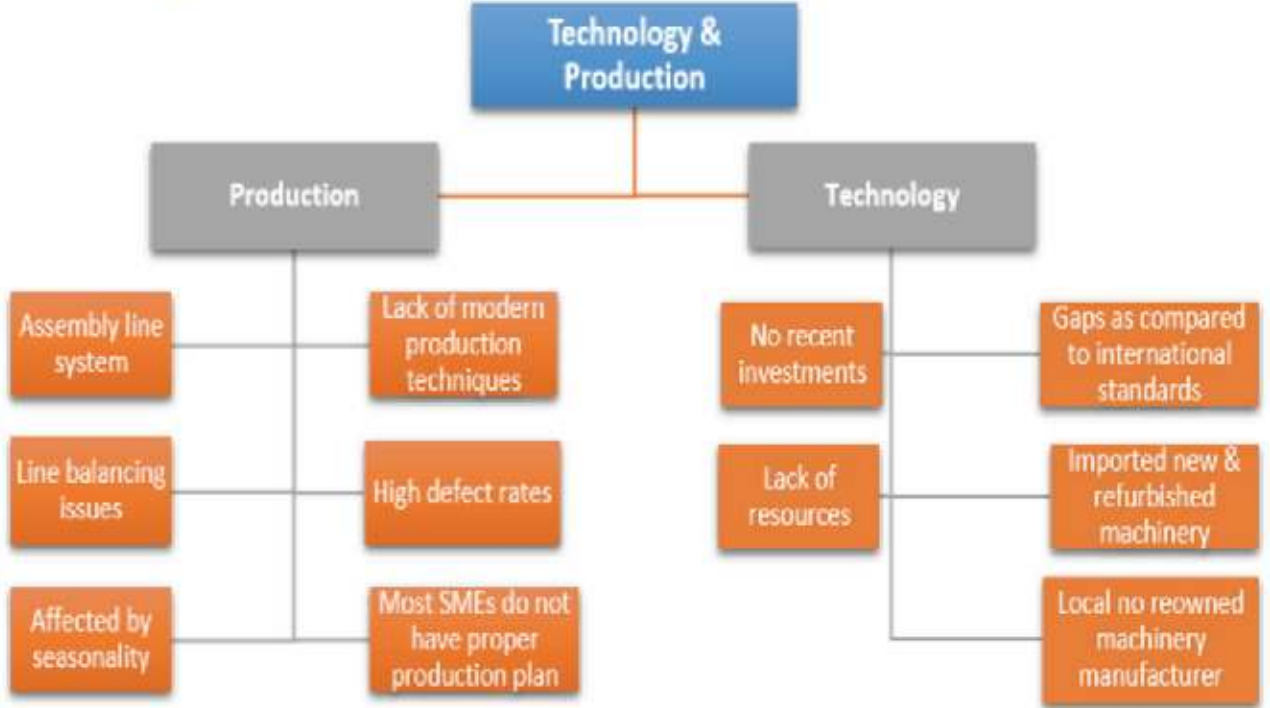 Technology &
Production
Production
Technology
Assembly line
system
Lack of modern
production
techniques
Line balancing
issues
High defect rates
Affected by
seasonality
Most SMEs do not
have proper
production plan
No recent
investments
Gaps as compared
to international
standards
Lack of
resources
Imported new &
refurbished
machinery
Local no reowned
machinery
manufacturer